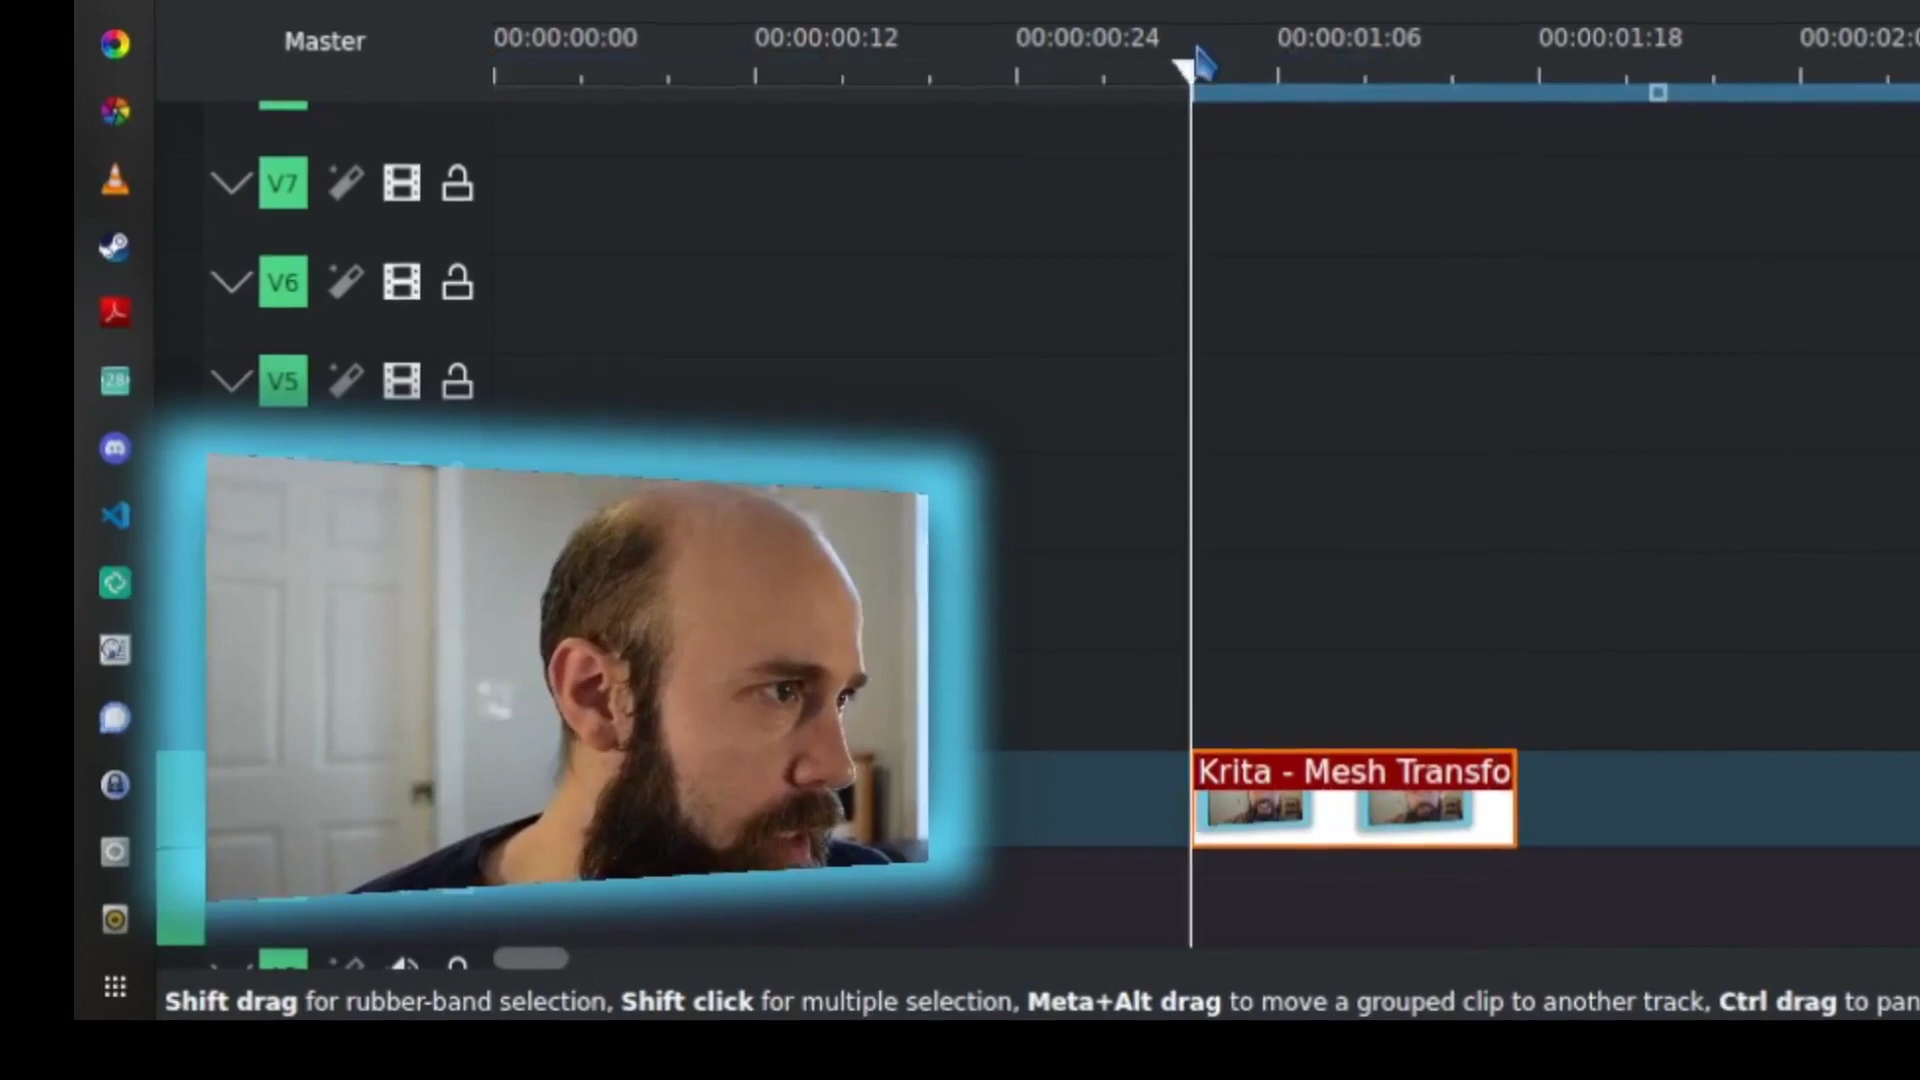 Master
00:00:00:00 00:00:00:12 00:00:00:24 00:00:01:06 00:00:01:18 00:00:02:0
V7
V6
V5
28
Krita - Mesh Transfo
Shift drag for rubber-band selection, Shift click for multiple selection, Meta+Alt drag to move a grouped clip to another track, Ctrl drag to pan